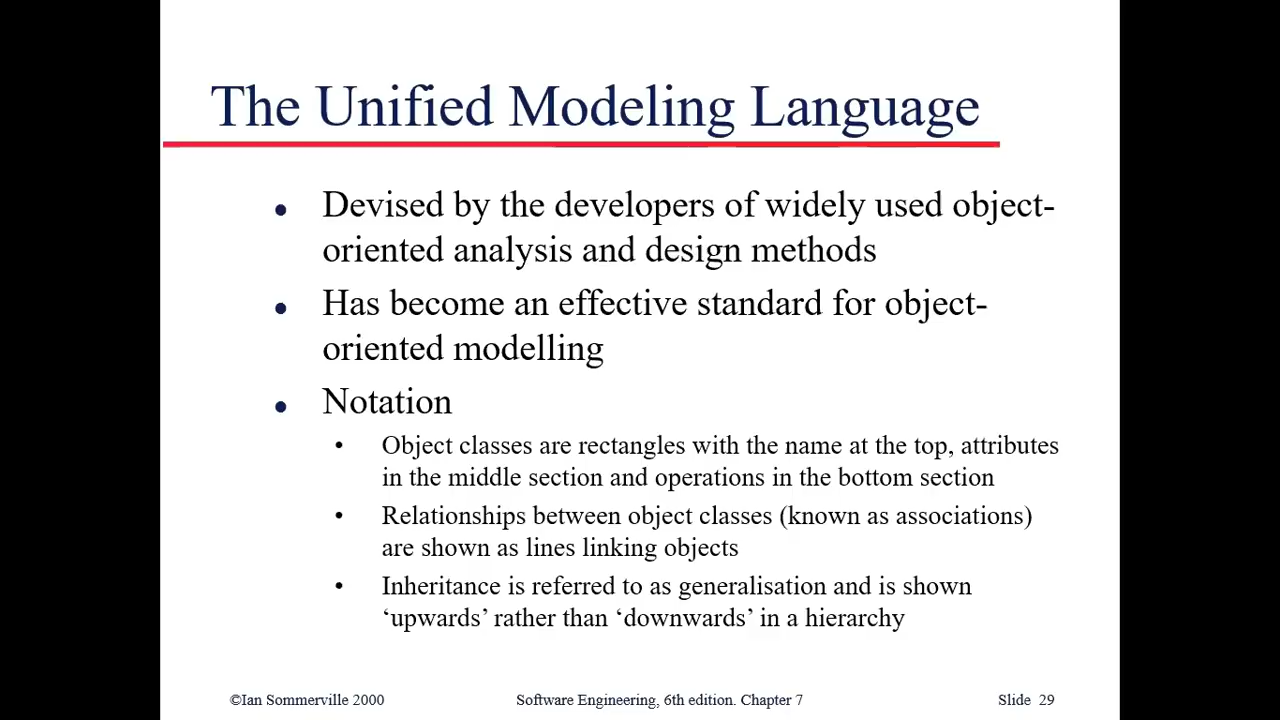 The Unified Modeling Language
● Devised by the developers of widely used object-
oriented analysis and design methods
● Has become an effective standard for object-
oriented modelling
● Notation
• Object classes are rectangles with the name at the top, attributes
in the middle section and operations in the bottom section
• Relationships between object classes (known as associations)
are shown as lines linking objects
• Inheritance is referred to as generalisation and is shown
‘upwards’ rather than ‘downwards’ in a hierarchy
©Ian Sommerville 2000 Software Engineering, 6th edition. Chapter 7 Slide 29